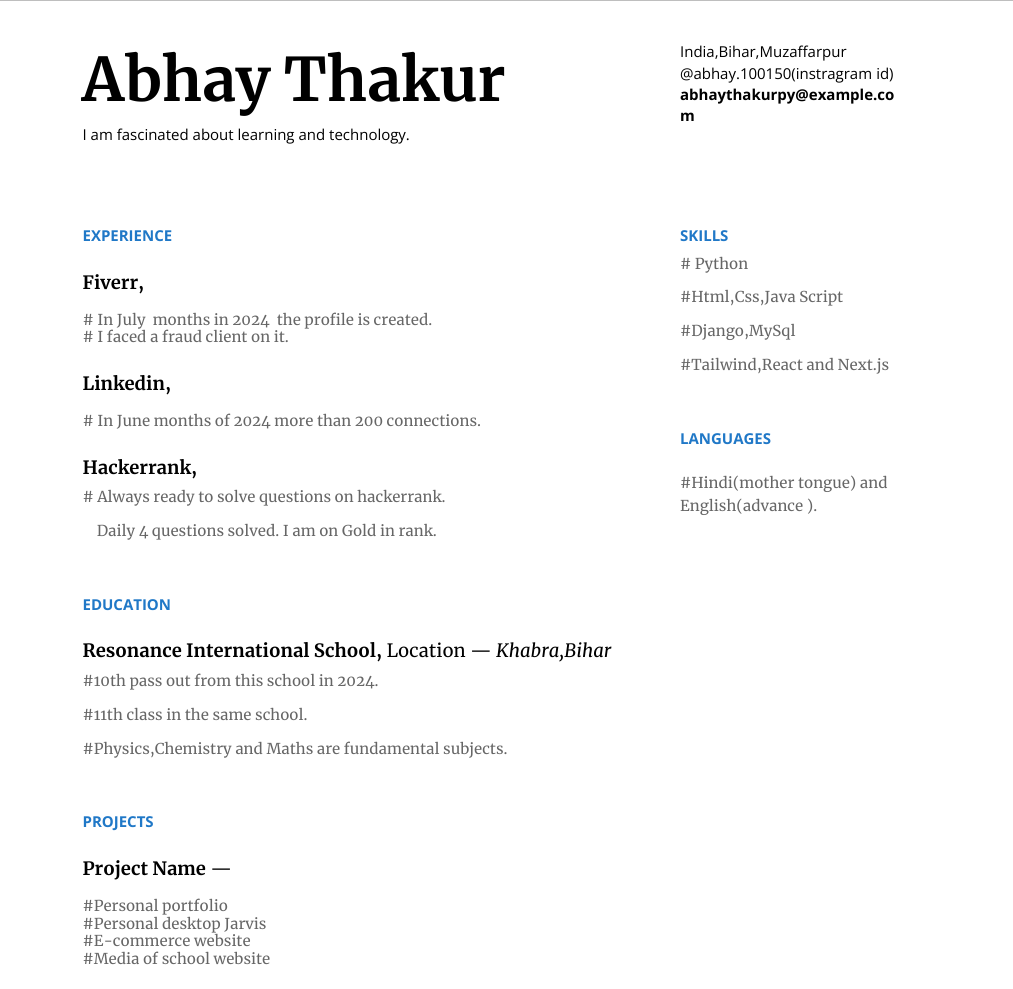 Abhay Thakur
I am fascinated about learning and technology.
India,Bihar,Muzaffarpur
@abhay.100150(instragram id)
abhaythakurpy@example.co
m
EXPERIENCE
Fiverr,
# In July  months in 2024  the profile is created.
# I faced a fraud client on it.
Linkedin,
# In June months of 2024 more than 200 connections.
Hackerrank,
# Always ready to solve questions on hackerrank.
Daily 4 questions solved. I am on Gold in rank.
EDUCATION
Resonance International School, Location — Khabra,Bihar
#10th pass out from this school in 2024.
#11th class in the same school.
#Physics,Chemistry and Maths are fundamental subjects.
PROJECTS
Project Name —
#Personal portfolio
#Personal desktop Jarvis
#E-commerce website
#Media of school website
SKILLS
# Python
#Html,Css,Java Script
#Django,MySql
#Tailwind,React and Next.js
LANGUAGES
#Hindi(mother tongue) and
English(advance ).